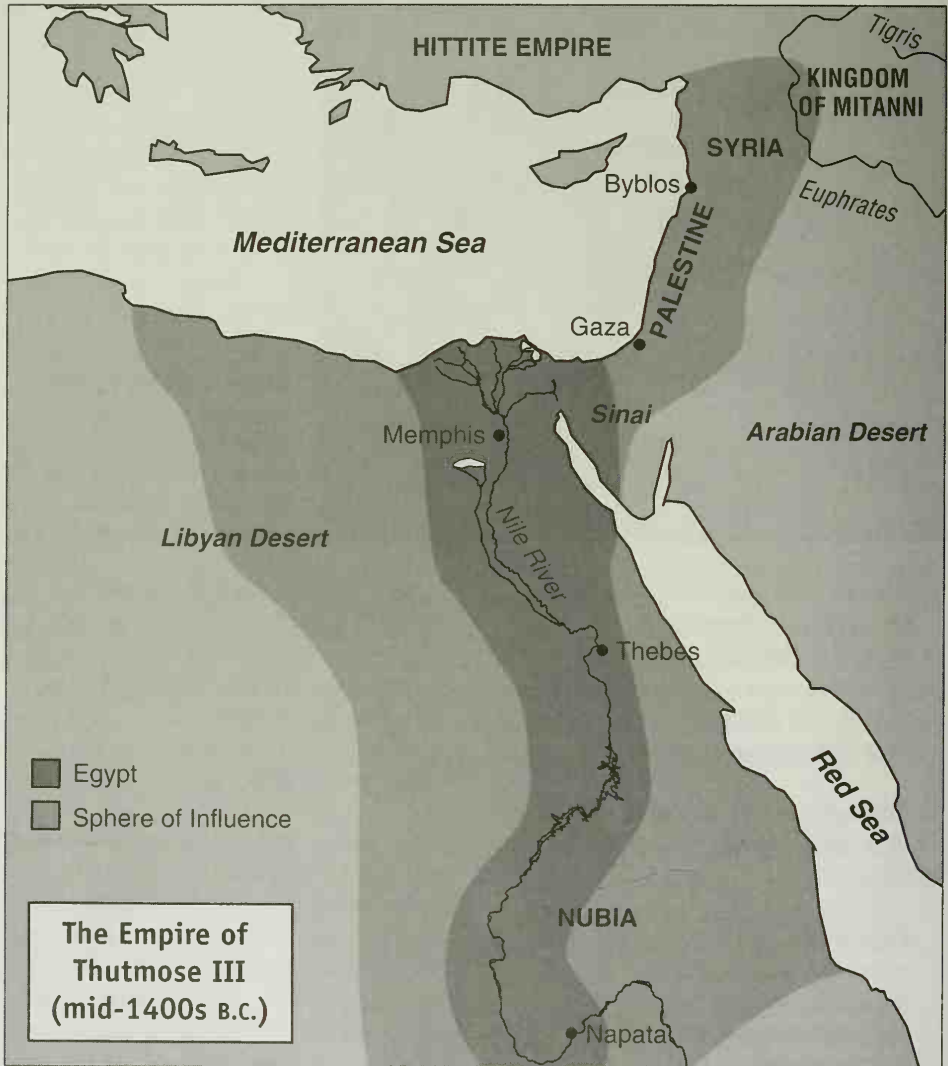 Tigris
HITTITE EMPIRE
KINGDOM
OF MITANNI
SYRIA
Byblos
Euphrates
Mediterranean Sea
PALESTINE
Gaza
Sinai
Memphis
Arabian Desert
Nile River
Libyan Desert
Thebes
Egypt
Red Sea
Sphere of Influence
NUBIA
The Empire of
Thutmose III
(mid-1400s B.C.)
Napata